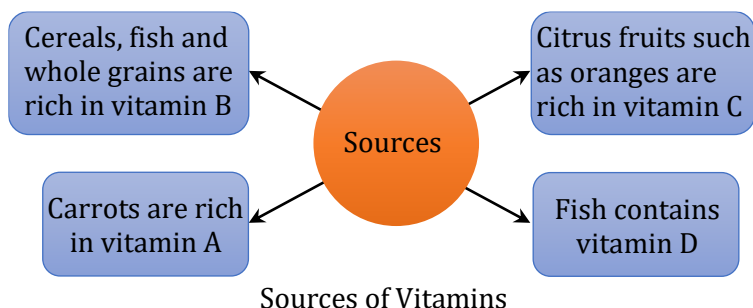 Cereals, fish and
whole grains are
rich in vitamin B
Citrus fruits such
as oranges are
rich in vitamin C
Sources
Carrots are rich
in vitamin A
Fish contains
vitamin D
Sources of Vitamins